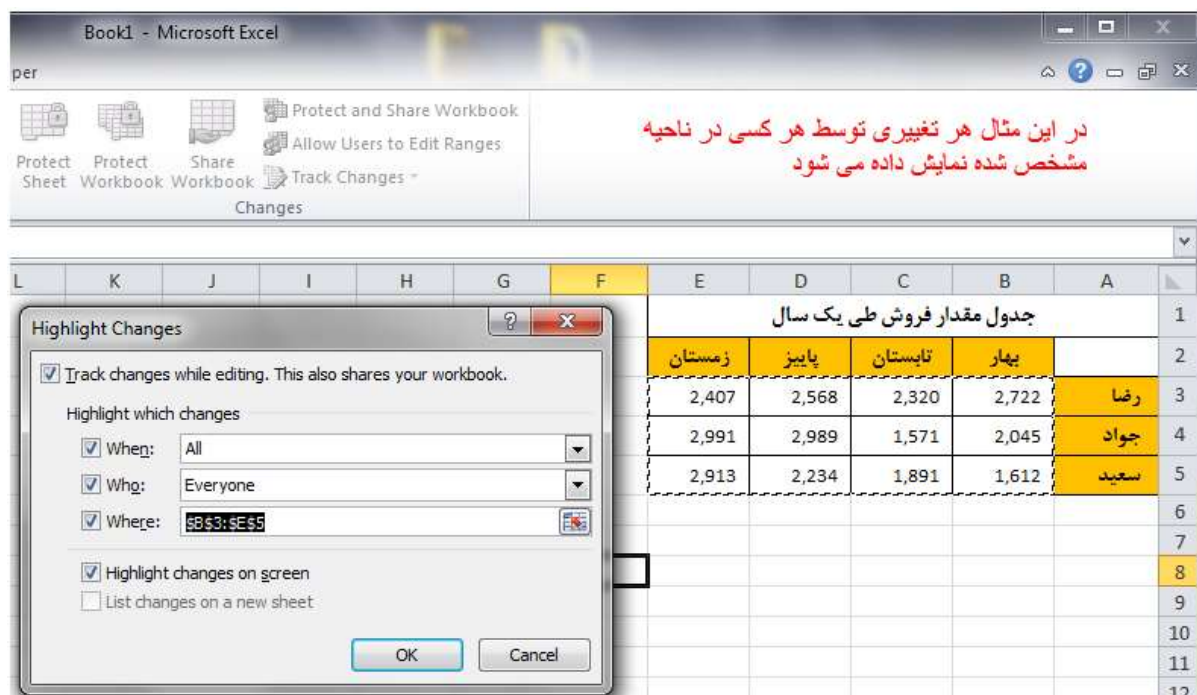 Book1 - Microsoft Excel
per
Protect Sheet
Protect Workbook
Share Workbook
Protect and Share Workbook
Allow Users to Edit Ranges
Track Changes
Changes
در این مثال هر تغییری توسط هر کسی در ناحیه
مشخص شده نمایش داده می شود
L K J I H G F E D C B A
Highlight Changes
Track changes while editing. This also shares your workbook.
Highlight which changes
When: All
Who: Everyone
Where: $B$3:$E$5
Highlight changes on screen
List changes on a new sheet
OK Cancel
1 جدول مقدار فروش طی یک سال
2 بهار تابستان پاییز زمستان
3 رضا 2,722 2,320 2,568 2,407
4 جواد 2,045 1,571 2,989 2,991
5 سعید 1,612 1,891 2,234 2,913
6
7
8
9
10
11
12